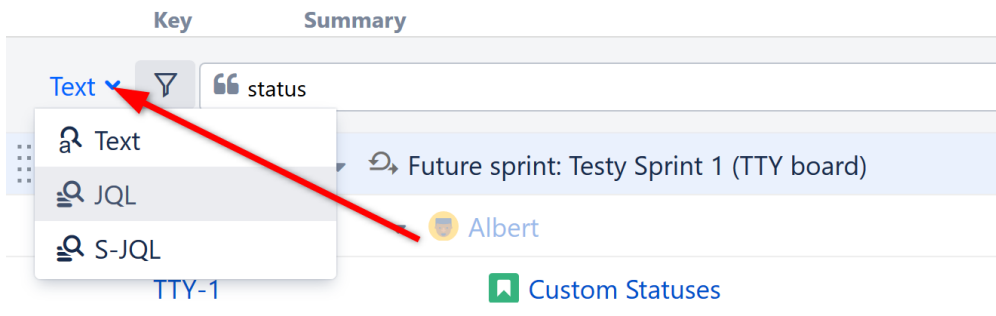 Key Summary
Text status
Text
JQL
S-JQL
Future sprint: Testy Sprint 1 (TTY board)
Albert
TTY-1 Custom Statuses